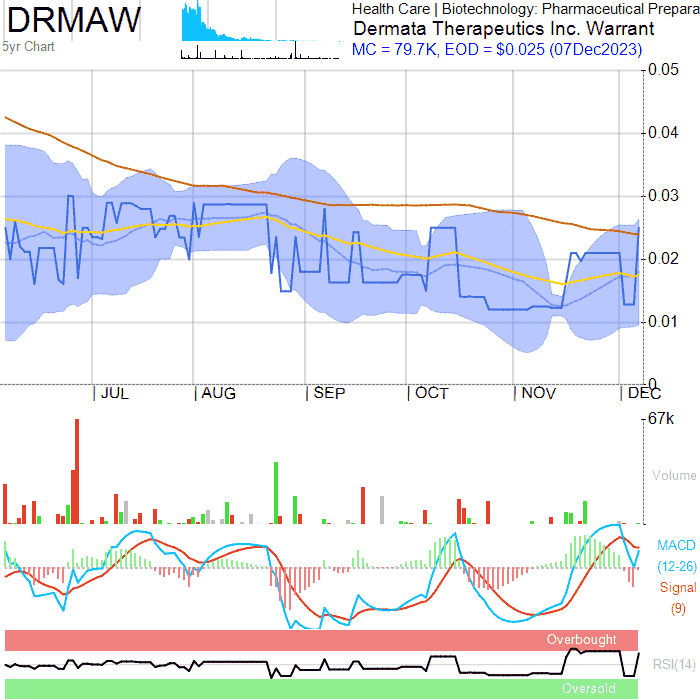 DRMAW
5yr Chart
Health Care | Biotechnology: Pharmaceutical Prepara
Dermata Therapeutics Inc. Warrant
MC = 79.7K, EOD = $0.025 (07Dec2023)
0.05
0.04
0.03
0.02
0.01
0
JUL
AUG
SEP
OCT
NOV
DEC
67k
Volume
MACD
(12-26)
Signal
(9)
Overbought
RSI(14)
Oversold